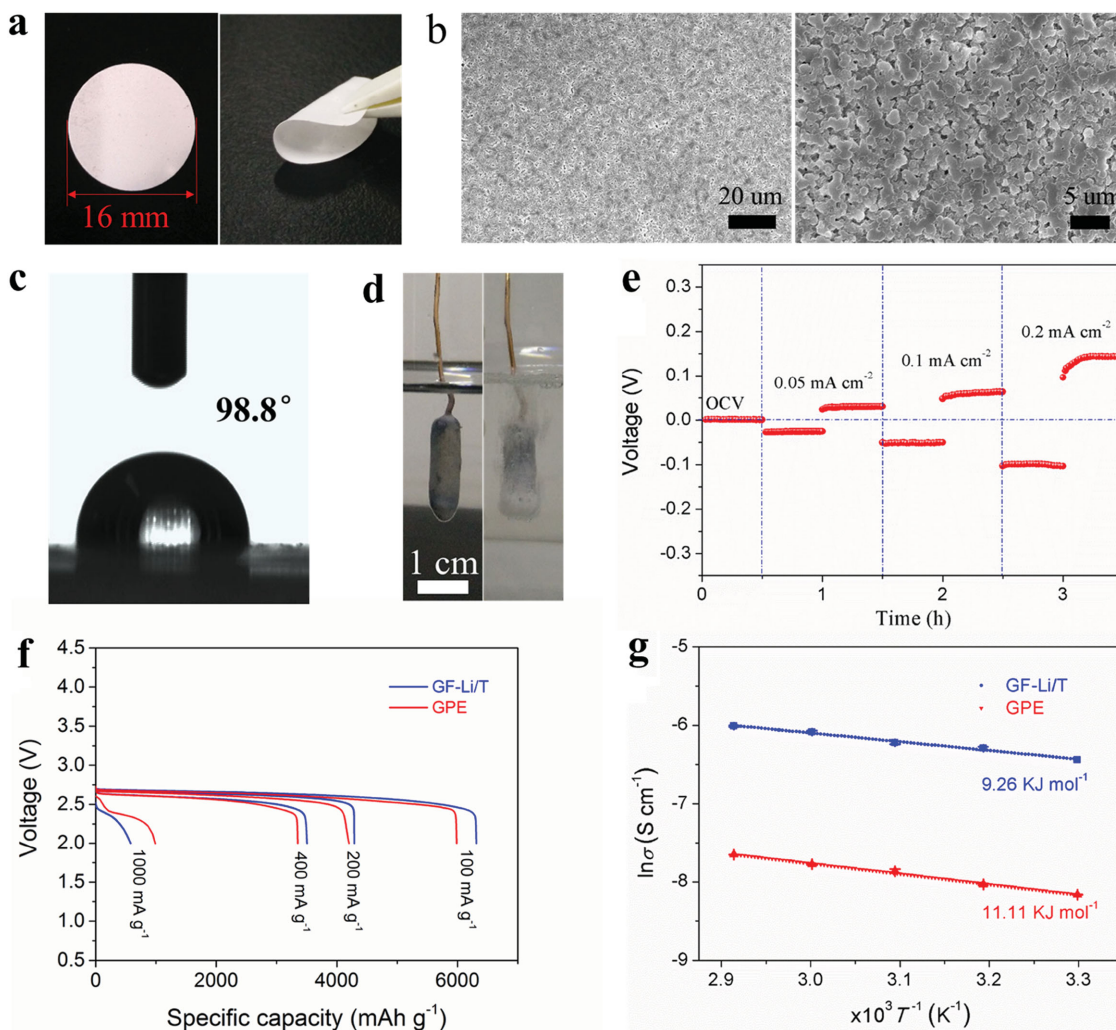 a
16 mm
b
20 um
5 um
c
98.8°
d
1 cm
e
0.3
0.2
0.1
0.0
-0.1
-0.2
-0.3
Voltage (V)
OCV
0.05 mA cm⁻²
0.1 mA cm⁻²
0.2 mA cm⁻²
0
1
2
3
Time (h)
f
4.5
4.0
3.5
3.0
2.5
2.0
1.5
1.0
0.5
Voltage (V)
GF-Li/T
GPE
1000 mA g⁻¹
400 mA g⁻¹
200 mA g⁻¹
100 mA g⁻¹
0
2000
4000
6000
Specific capacity (mAh g⁻¹)
g
-5
-6
-7
-8
-9
lnσ (S cm⁻¹)
GF-Li/T
GPE
9.26 KJ mol⁻¹
11.11 KJ mol⁻¹
2.9
3.0
3.1
3.2
3.3
x10³ T⁻¹ (K⁻¹)